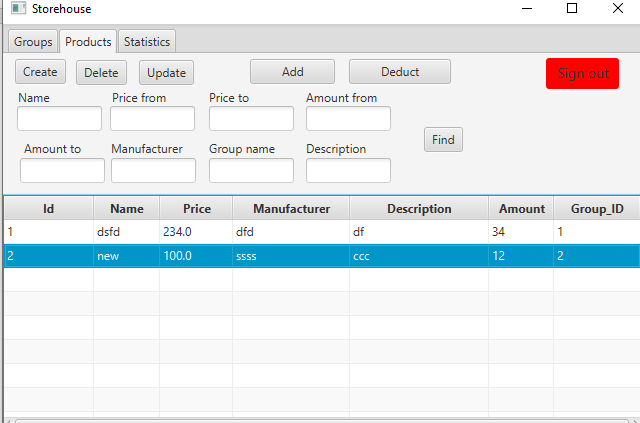 Storehouse
Groups Products Statistics
Create Delete Update Add Deduct Sign out
Name Price from Price to Amount from
Find
Amount to Manufacturer Group name Description
Id Name Price Manufacturer Description Amount Group_ID
1 dsfd 234.0 dfd df 34 1
2 new 100.0 ssss ccc 12 2